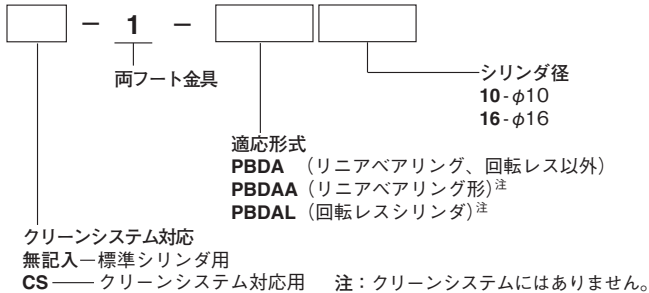 − 1 −
両フート金具
シリンダ径
10-φ10
16-φ16
適応形式
PBDA （リニアベアリング、回転レス以外）
PBDAA（リニアベアリング形）注
PBDAL（回転レスシリンダ）注
クリーンシステム対応
無記入―標準シリンダ用
CS――クリーンシステム対応用 注：クリーンシステムにはありません。